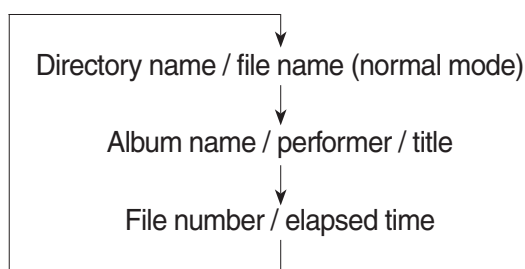 Directory name / file name (normal mode)
Album name / performer / title
File number / elapsed time